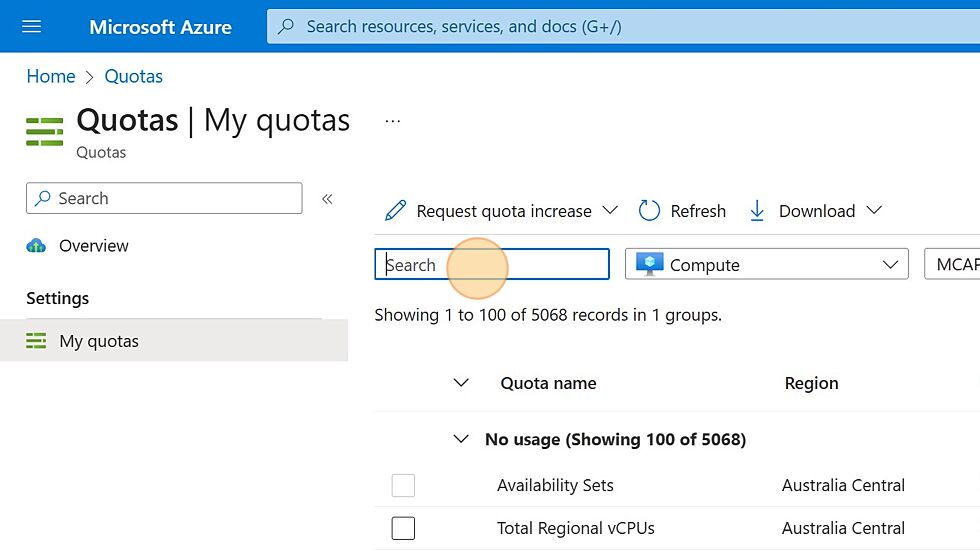 Microsoft Azure
Search resources, services, and docs (G+/)
Home > Quotas
Quotas | My quotas ...
Quotas
Search
«
Overview
Settings
My quotas
Request quota increase
Refresh
Download
Search
Compute
MCAP
Showing 1 to 100 of 5068 records in 1 groups.
Quota name Region
No usage (Showing 100 of 5068)
Availability Sets Australia Central
Total Regional vCPUs Australia Central